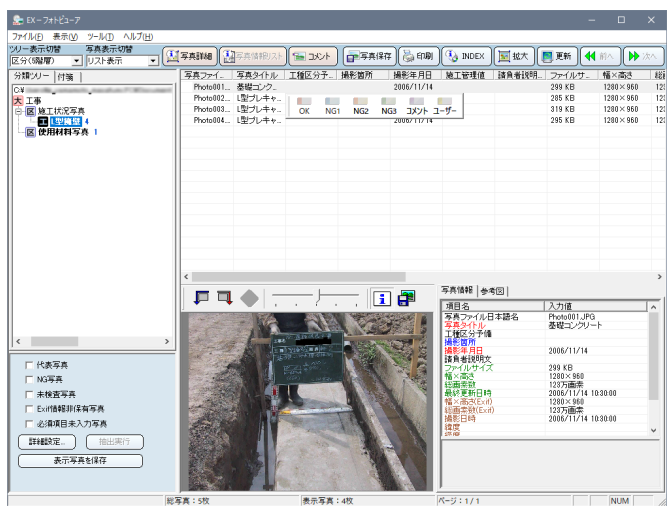 EX－フォトビューア
ファイル(F) 表示(V) ツール(T) ヘルプ(H)
ツリー表示切替 写真表示切替
区分(5階層) リスト表示 写真詳細 写真情報リスト コメント 写真保存 印刷 INDEX 拡大 更新 前へ 次へ
分類ツリー 付箋
C:¥
大 工事
区 施工状況写真
工 L型擁壁 4
区 使用材料写真 1
写真ファイ... 写真タイトル 工種区分予... 撮影箇所 撮影年月日 施工管理値 請負者説明... ファイルサ... 幅×高さ 総
Photo001... 基礎コンク... 2006/11/14 299 KB 1280×960 12
Photo002... L型プレキャ... 285 KB 1280×960 12
Photo003... L型プレキャ... 319 KB 1280×960 12
Photo004... L型プレキャ... 2006/11/14 295 KB 1280×960 12
OK NG1 NG2 NG3 コメント ユーザー
代表写真
NG写真
未検査写真
Exif情報非保有写真
必須項目未入力写真
詳細設定... 抽出実行
表示写真を保存
写真情報 参考図
項目名 入力値
写真ファイル日本語名 Photo001.JPG
写真タイトル 基礎コンクリート
工種区分予備
撮影箇所
撮影年月日 2006/11/14
請負者説明文
ファイルサイズ 299 KB
幅×高さ 1280×960
総画素数 123万画素
最終更新日時 2006/11/14 10:30:00
幅×高さ(Exif) 1280×960
総画素数(Exif) 123万画素
撮影日時 2006/11/14 10:30:00
緯度
経度
総写真：5枚 表示写真：4枚 ページ：1/1 NUM